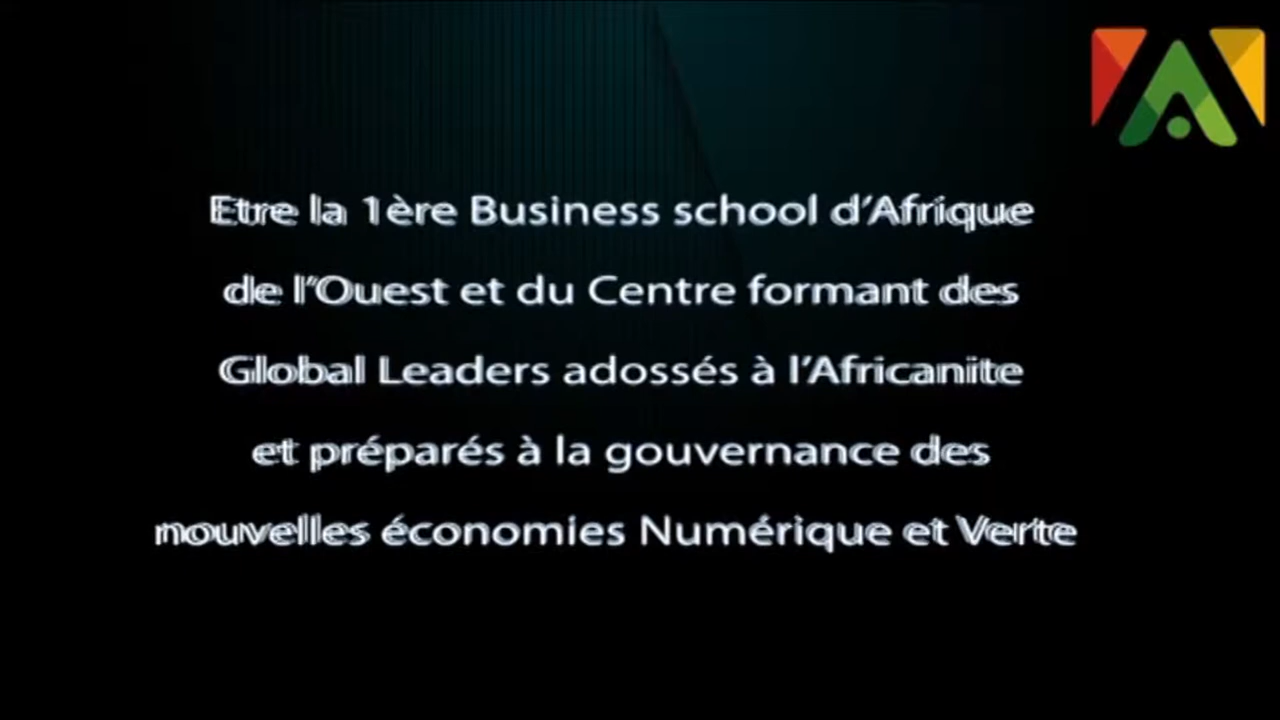 Etre la 1ère Business school d’Afrique
de l’Ouest et du Centre formant des
Global Leaders adossés à l’Africanite
et préparés à la gouvernance des
nouvelles économies Numérique et Verte